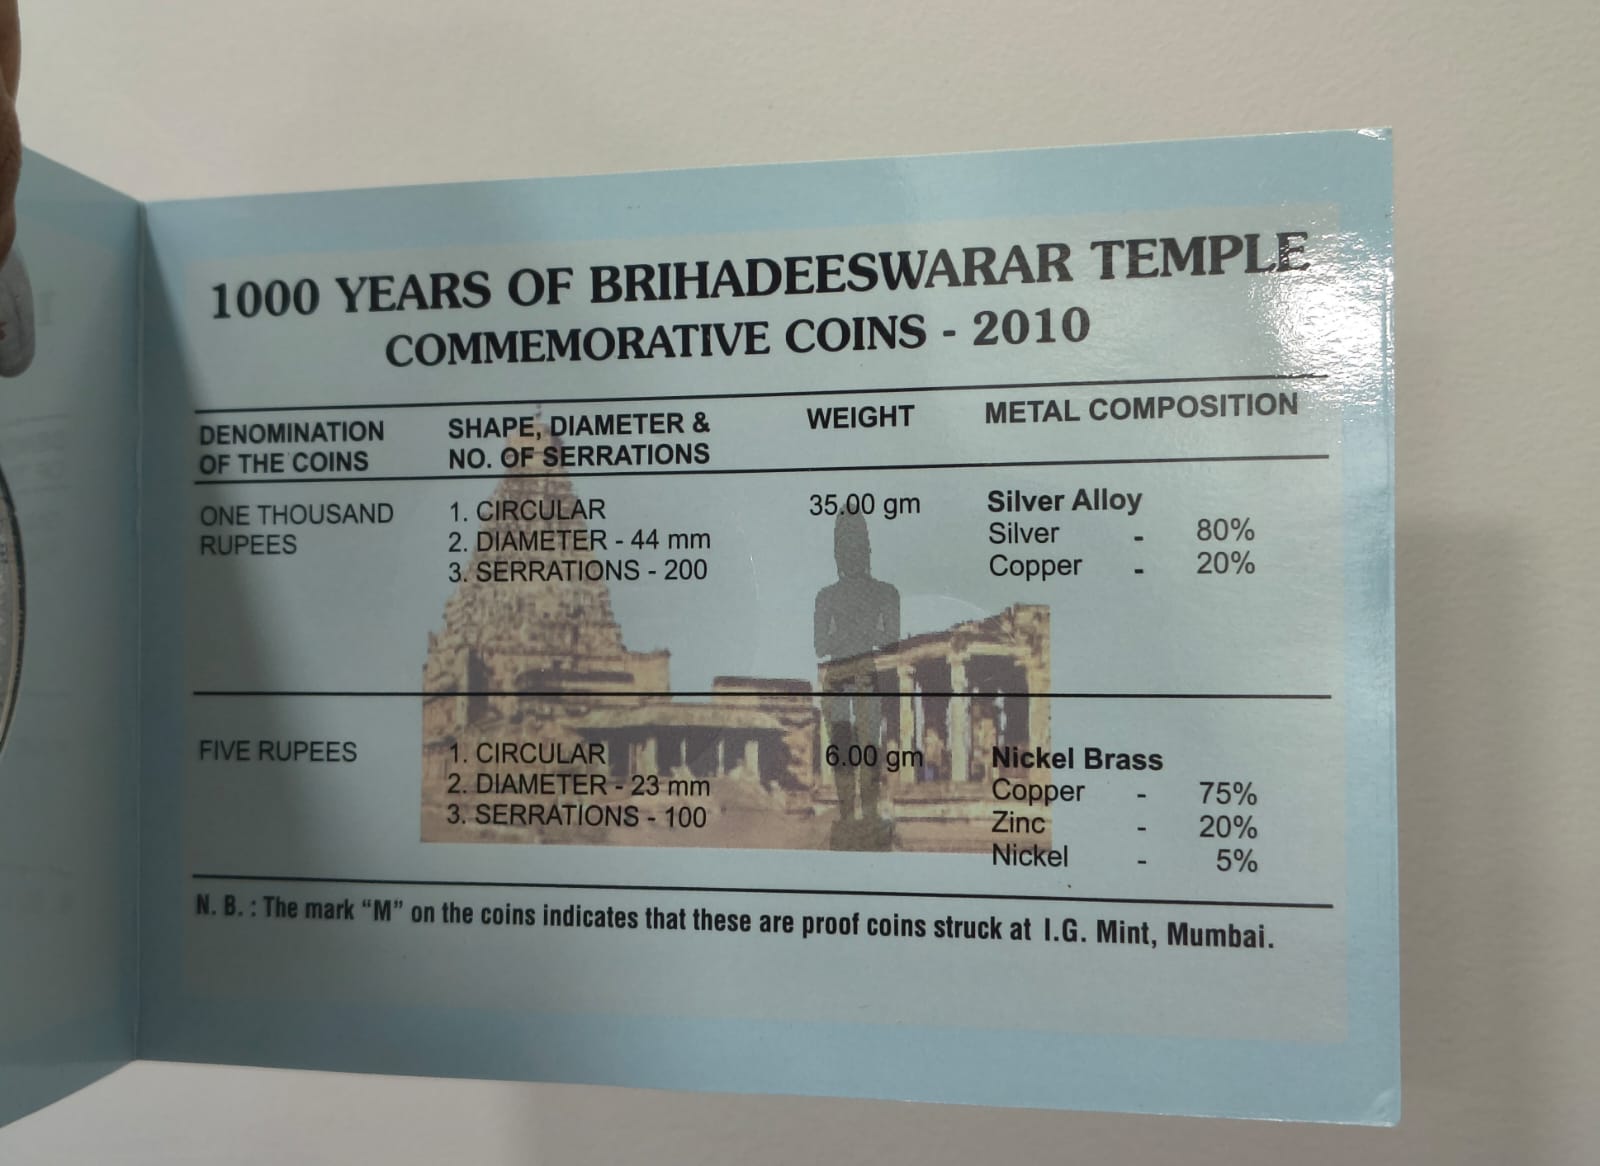 1000 YEARS OF BRIHADEESWARAR TEMPLE
COMMEMORATIVE COINS - 2010
DENOMINATION OF THE COINS SHAPE, DIAMETER & NO. OF SERRATIONS WEIGHT METAL COMPOSITION
ONE THOUSAND RUPEES
1. CIRCULAR
2. DIAMETER - 44 mm
3. SERRATIONS - 200
35.00 gm
Silver Alloy
Silver - 80%
Copper - 20%
FIVE RUPEES
1. CIRCULAR
2. DIAMETER - 23 mm
3. SERRATIONS - 100
6.00 gm
Nickel Brass
Copper - 75%
Zinc - 20%
Nickel - 5%
N. B. : The mark “M” on the coins indicates that these are proof coins struck at I.G. Mint, Mumbai.